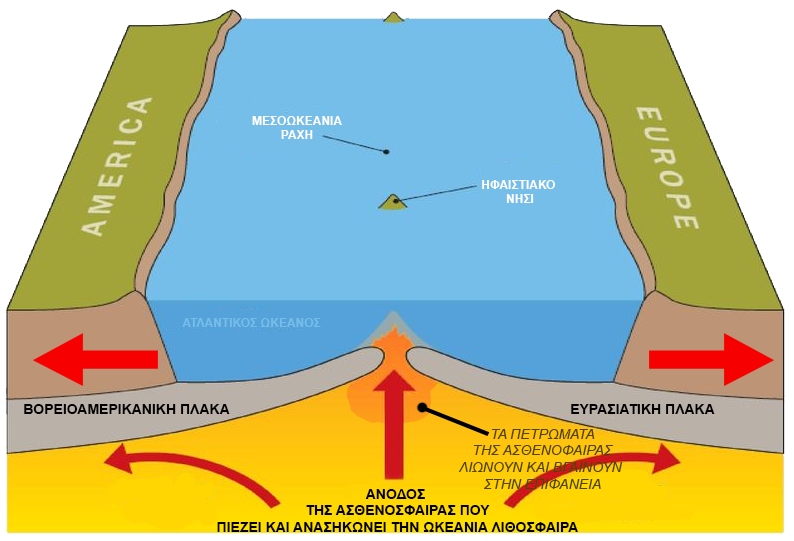 AMERICA
EUROPE
ΜΕΣΟΩΚΕΑΝΙΑ
ΡΑΧΗ
ΗΦΑΙΣΤΙΑΚΟ
ΝΗΣΙ
ΑΤΛΑΝΤΙΚΟΣ ΩΚΕΑΝΟΣ
ΒΟΡΕΙΟΑΜΕΡΙΚΑΝΙΚΗ ΠΛΑΚΑ
ΕΥΡΑΣΙΑΤΙΚΗ ΠΛΑΚΑ
ΤΑ ΠΕΤΡΩΜΑΤΑ
ΤΗΣ ΑΣΘΕΝΟΦΑΙΡΑΣ
ΛΙΩΝΟΥΝ ΚΑΙ ΒΓΑΙΝΟΥΝ
ΣΤΗΝ ΕΠΙΦΑΝΕΙΑ
ΑΝΟΔΟΣ
ΤΗΣ ΑΣΘΕΝΟΣΦΑΙΡΑΣ ΠΟΥ
ΠΙΕΖΕΙ ΚΑΙ ΑΝΑΣΗΚΩΝΕΙ ΤΗΝ ΩΚΕΑΝΙΑ ΛΙΘΟΣΦΑΙΡΑ